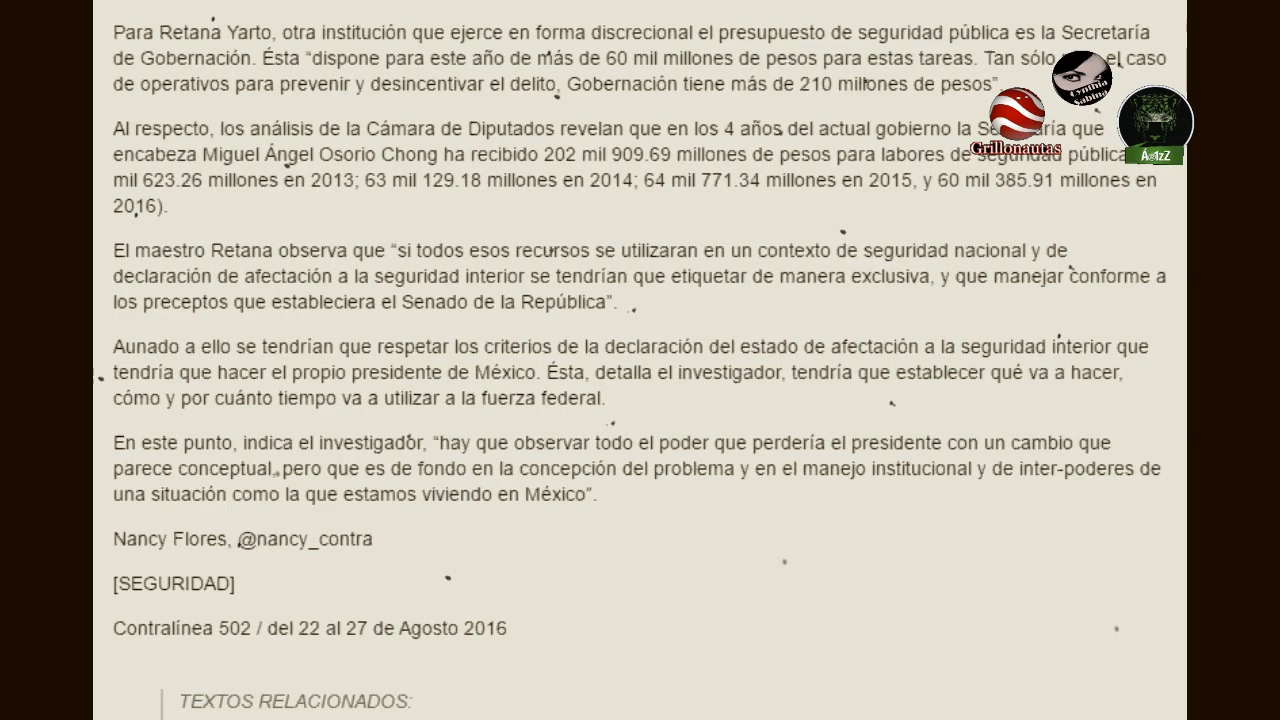 Para Retana Yarto, otra institución que ejerce en forma discrecional el presupuesto de seguridad pública es la Secretaría
de Gobernación. Ésta “dispone para este año de más de 60 mil millones de pesos para estas tareas. Tan sólo el caso
de operativos para prevenir y desincentivar el delito, Gobernación tiene más de 210 millones de pesos”
Cynthia
Sabina
Al respecto, los análisis de la Cámara de Diputados revelan que en los 4 años del actual gobierno la que
Grillonautas
encabeza Miguel Ángel Osorio Chong ha recibido 202 mil 909.69 millones de pesos para labores de seguridad pública
mil 623.26 millones en 2013; 63 mil 129.18 millones en 2014; 64 mil 771.34 millones en 2015, y 60 mil 385.91 millones en
2016).
El maestro Retana observa que “si todos esos recursos se utilizaran en un contexto de seguridad nacional y de
declaración de afectación a la seguridad interior se tendrían que etiquetar de manera exclusiva, y que manejar conforme a
los preceptos que estableciera el Senado de la República”.
Aunado a ello se tendrían que respetar los criterios de la declaración del estado de afectación a la seguridad interior que
tendría que hacer el propio presidente de México. Ésta, detalla el investigador, tendría que establecer qué va a hacer,
cómo y por cuánto tiempo va a utilizar a la fuerza federal.
En este punto, indica el investigador, “hay que observar todo el poder que perdería el presidente con un cambio que
parece conceptual, pero que es de fondo en la concepción del problema y en el manejo institucional y de inter-poderes de
una situación como la que estamos viviendo en México”.
Nancy Flores, @nancy_contra
[SEGURIDAD]
Contralínea 502 / del 22 al 27 de Agosto 2016
TEXTOS RELACIONADOS: